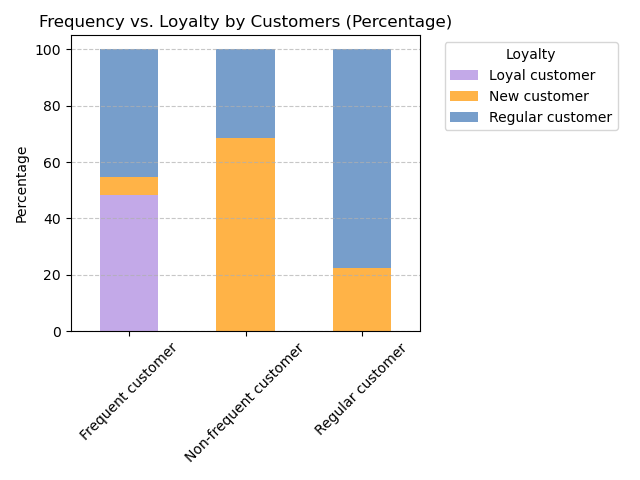 Frequency vs. Loyalty by Customers (Percentage)
Loyalty
Loyal customer
New customer
Regular customer
Percentage
100
80
60
40
20
0
Frequent customer
Non-frequent customer
Regular customer